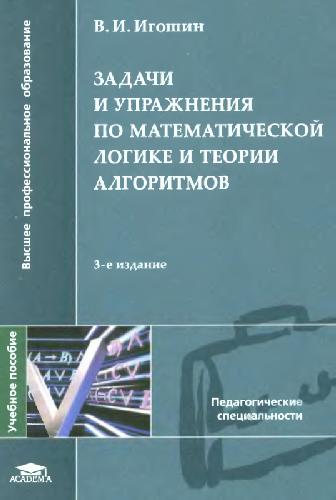 В. И. Игошин
ЗАДАЧИ
И УПРАЖНЕНИЯ
ПО МАТЕМАТИЧЕСКОЙ
ЛОГИКЕ И ТЕОРИИ
АЛГОРИТМОВ
3-е издание
Высшее профессиональное образование
Учебное пособие
Педагогические
специальности
ACADEMA